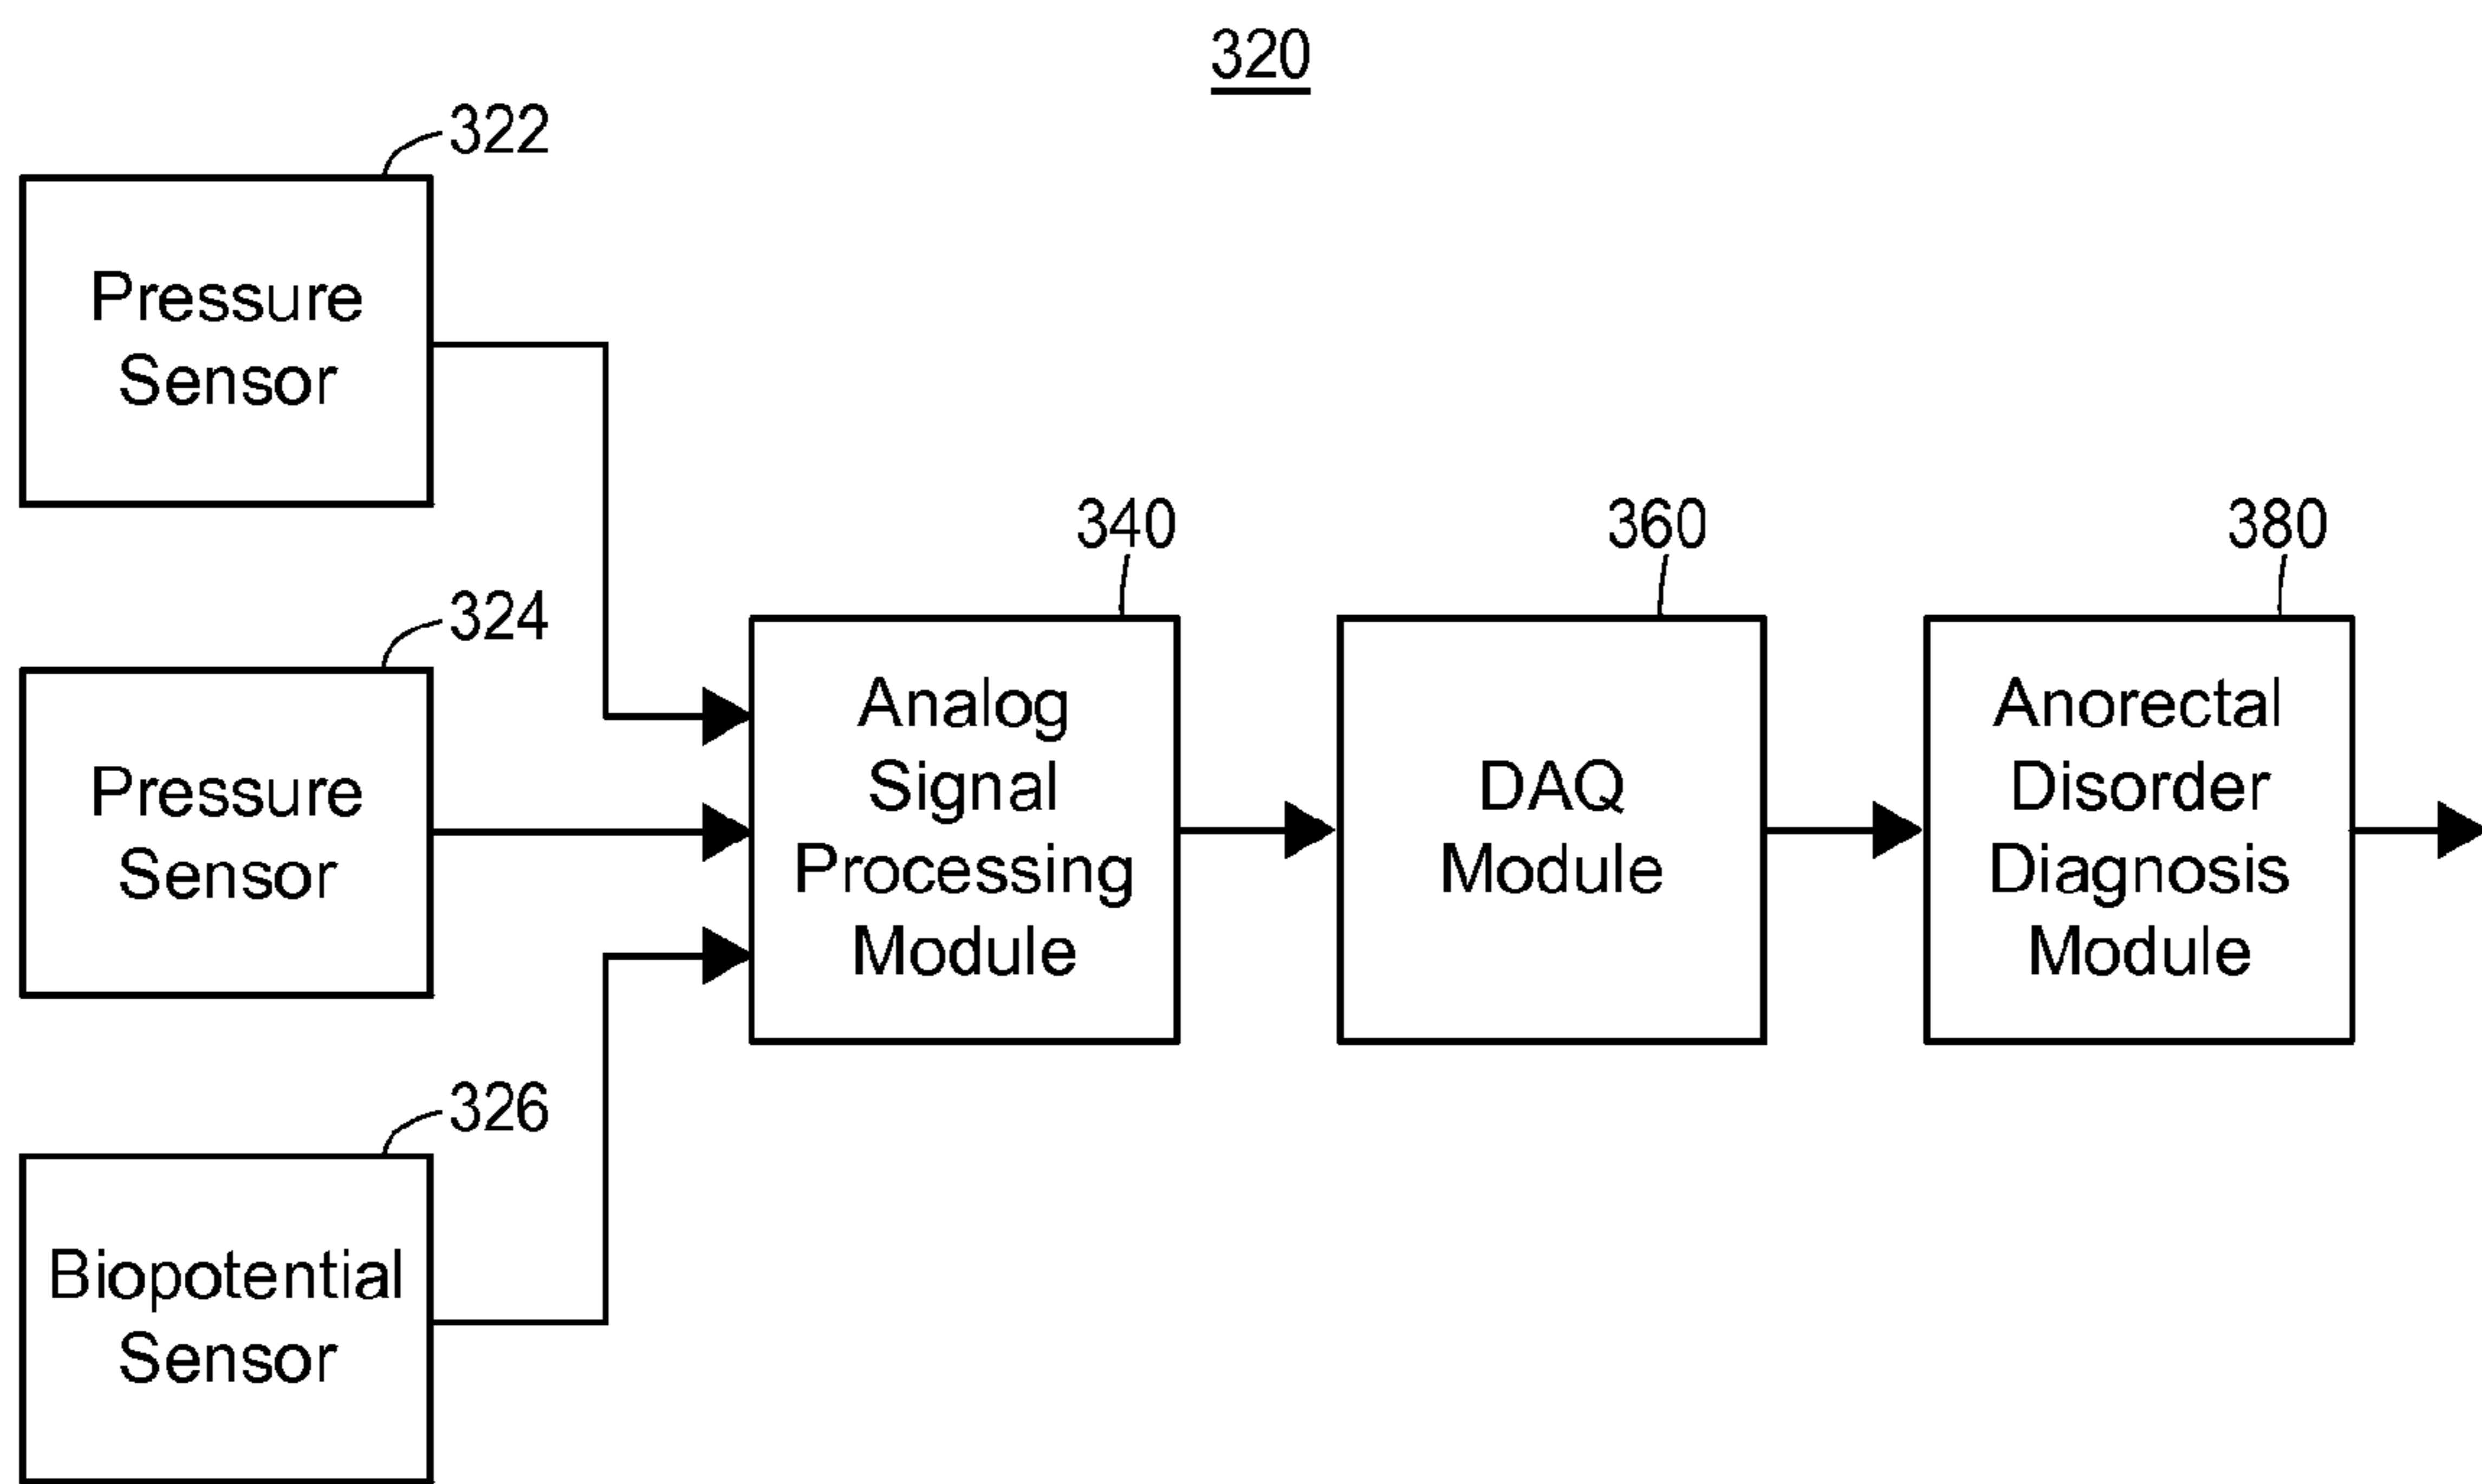 320
322
Pressure
Sensor
324
Pressure
Sensor
326
Biopotential
Sensor
340
Analog
Signal
Processing
Module
360
DAQ
Module
380
Anorectal
Disorder
Diagnosis
Module